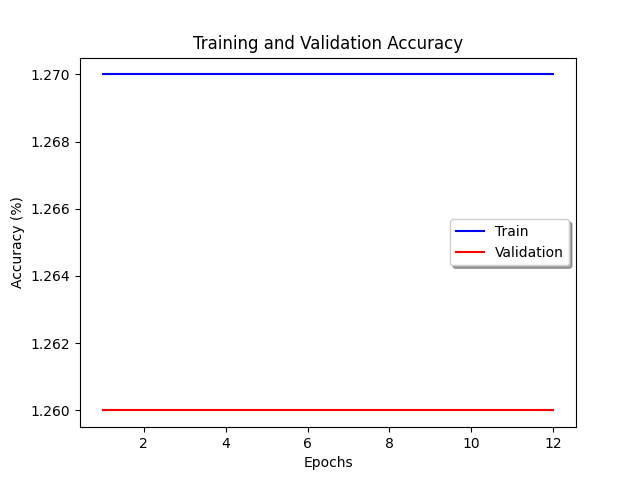 Training and Validation Accuracy
1.270
1.268
1.266
1.264
1.262
1.260
Accuracy (%)
Train
Validation
2
4
6
8
10
12
Epochs